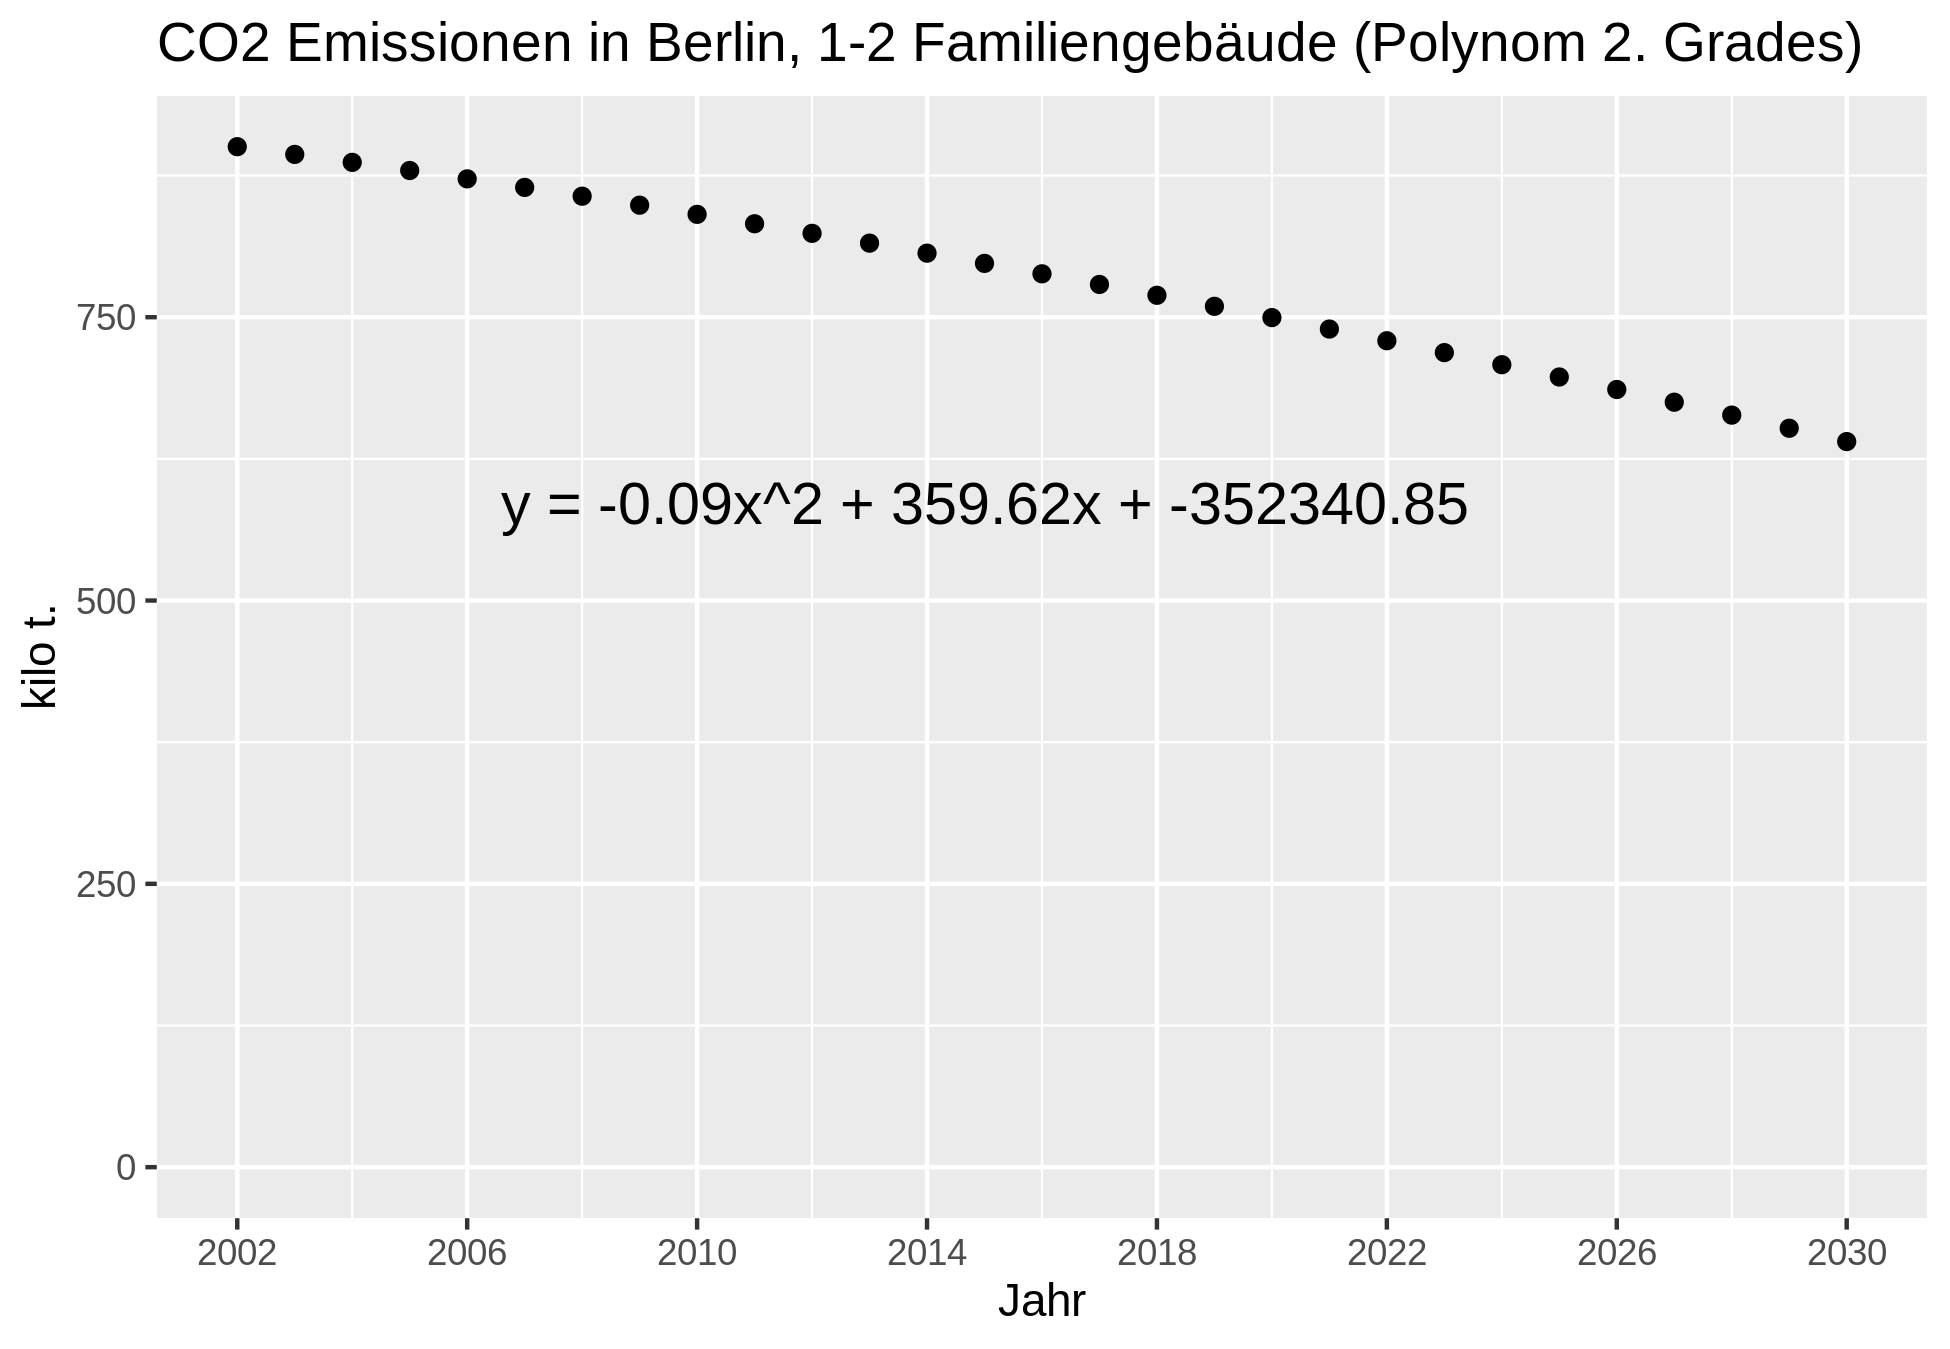 CO2 Emissionen in Berlin, 1-2 Familiengebäude (Polynom 2. Grades)
750
500
250
0
kilo t.
y = -0.09x^2 + 359.62x + -352340.85
2002 2006 2010 2014 2018 2022 2026 2030
Jahr